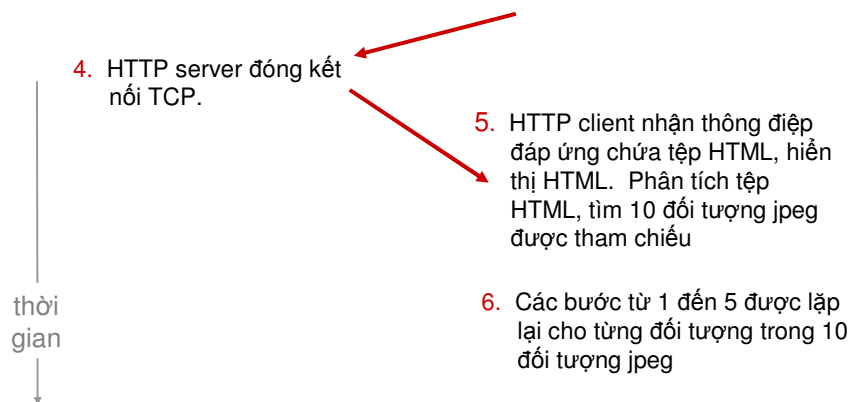 4. HTTP server đóng kết
nối TCP.
5. HTTP client nhận thông điệp
đáp ứng chứa tệp HTML, hiển
thị HTML. Phân tích tệp
HTML, tìm 10 đối tượng jpeg
được tham chiếu
6. Các bước từ 1 đến 5 được lặp
lại cho từng đối tượng trong 10
đối tượng jpeg
thời
gian